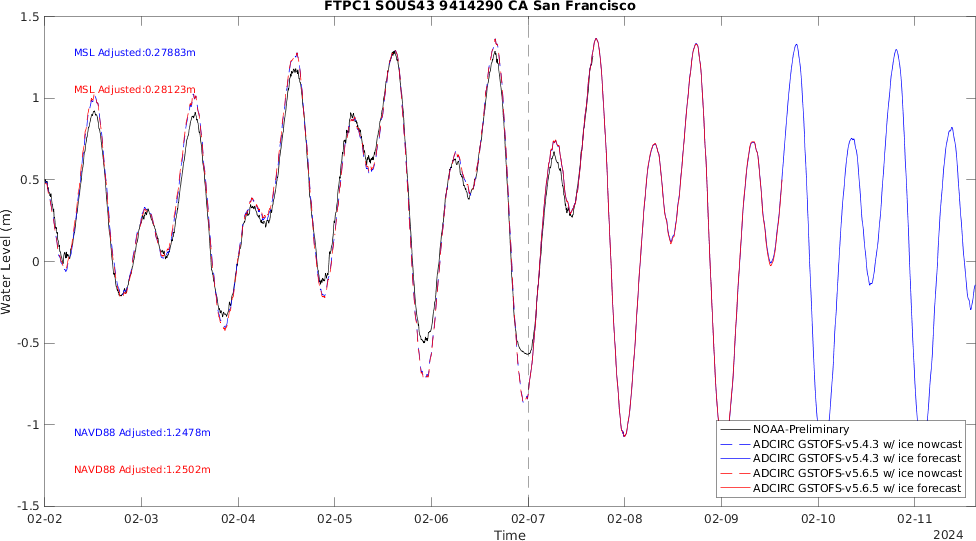 FTPC1 SOUS43 9414290 CA San Francisco
1.5
MSL Adjusted:0.27883m
MSL Adjusted:0.28123m
1
0.5
Water Level (m)
0
-0.5
-1
NAVD88 Adjusted:1.2478m
NAVD88 Adjusted:1.2502m
NOAA-Preliminary
ADCIRC GSTOFS-v5.4.3 w/ ice nowcast
ADCIRC GSTOFS-v5.4.3 w/ ice forecast
ADCIRC GSTOFS-v5.6.5 w/ ice nowcast
ADCIRC GSTOFS-v5.6.5 w/ ice forecast
-1.5
02-02 02-03 02-04 02-05 02-06 02-07 02-08 02-09 02-10 02-11
Time
2024